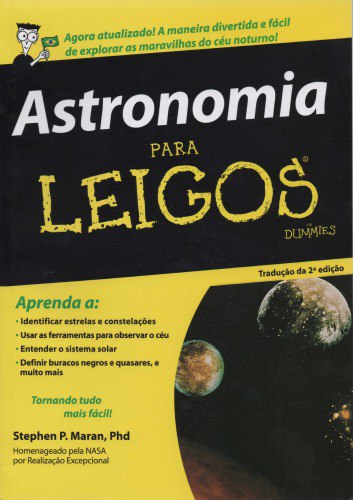 Agora atualizado! A maneira divertida e fácil
de explorar as maravilhas do céu noturno!
Astronomia
PARA
LEIGOS®
DUMMIES
Tradução da 2ª edição
Aprenda a:
• Identificar estrelas e constelações
• Usar as ferramentas para observar o céu
• Entender o sistema solar
• Definir buracos negros e quasares, e
muito mais
Tornando tudo
mais fácil!
Stephen P. Maran, Phd
Homenageado pela NASA
por Realização Excepcional